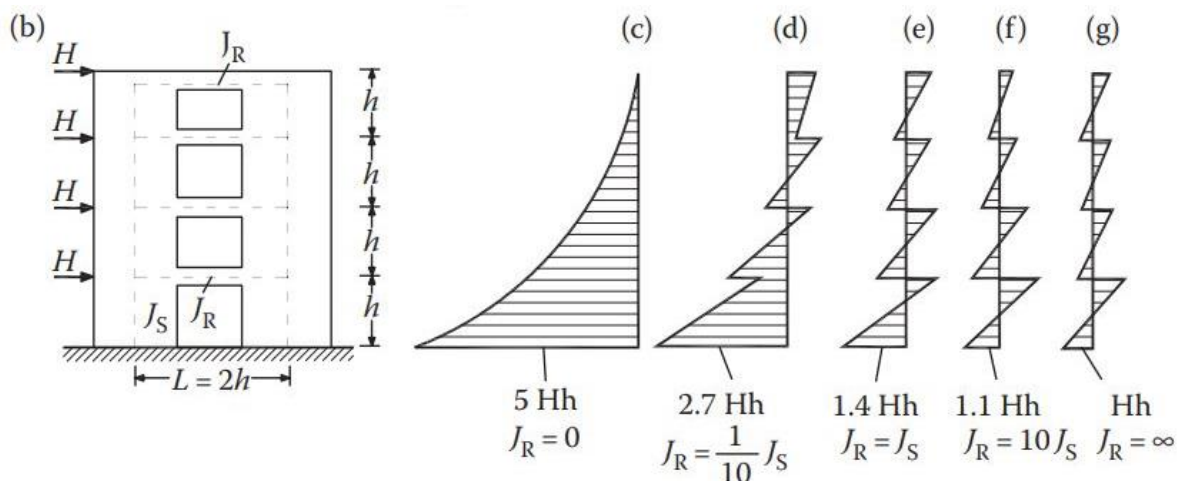 (b)
J_R
H
H
H
H
h
h
h
h
J_S
J_R
L = 2h
(c)
(d)
(e)
(f)
(g)
5 Hh
J_R = 0
2.7 Hh
J_R = 1/10 J_S
1.4 Hh
J_R = J_S
1.1 Hh
J_R = 10 J_S
Hh
J_R = ∞